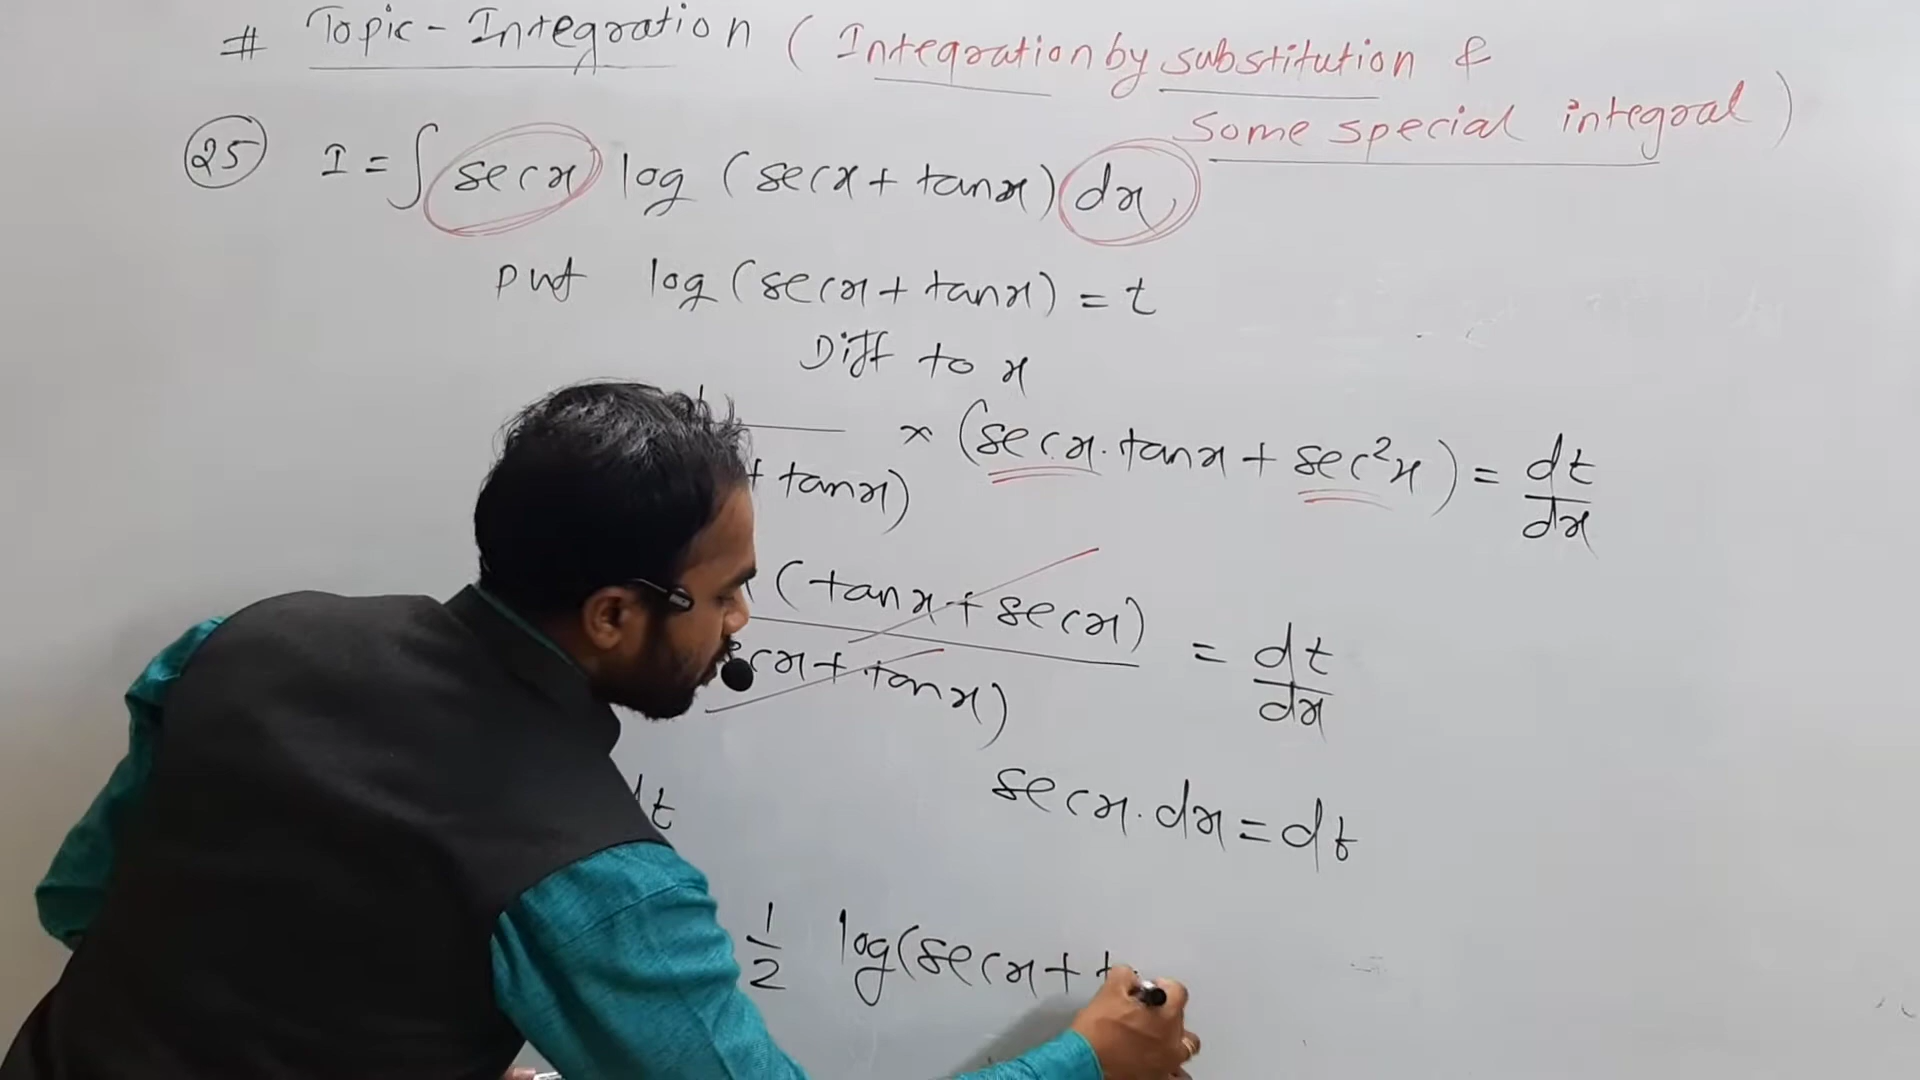 # Topic - Integration ( Integration by substitution &
some special integral )
25 I = ∫ secx log (secx + tanx) dx
put log (secx + tanx) = t
Diff to x
× (secx. tanx + sec²x) = dt/dx
+ tanx)
(tanx + secx) = dt/dx
cx + tanx)
dt
secx. dx = dt
1/2 log(secx + t